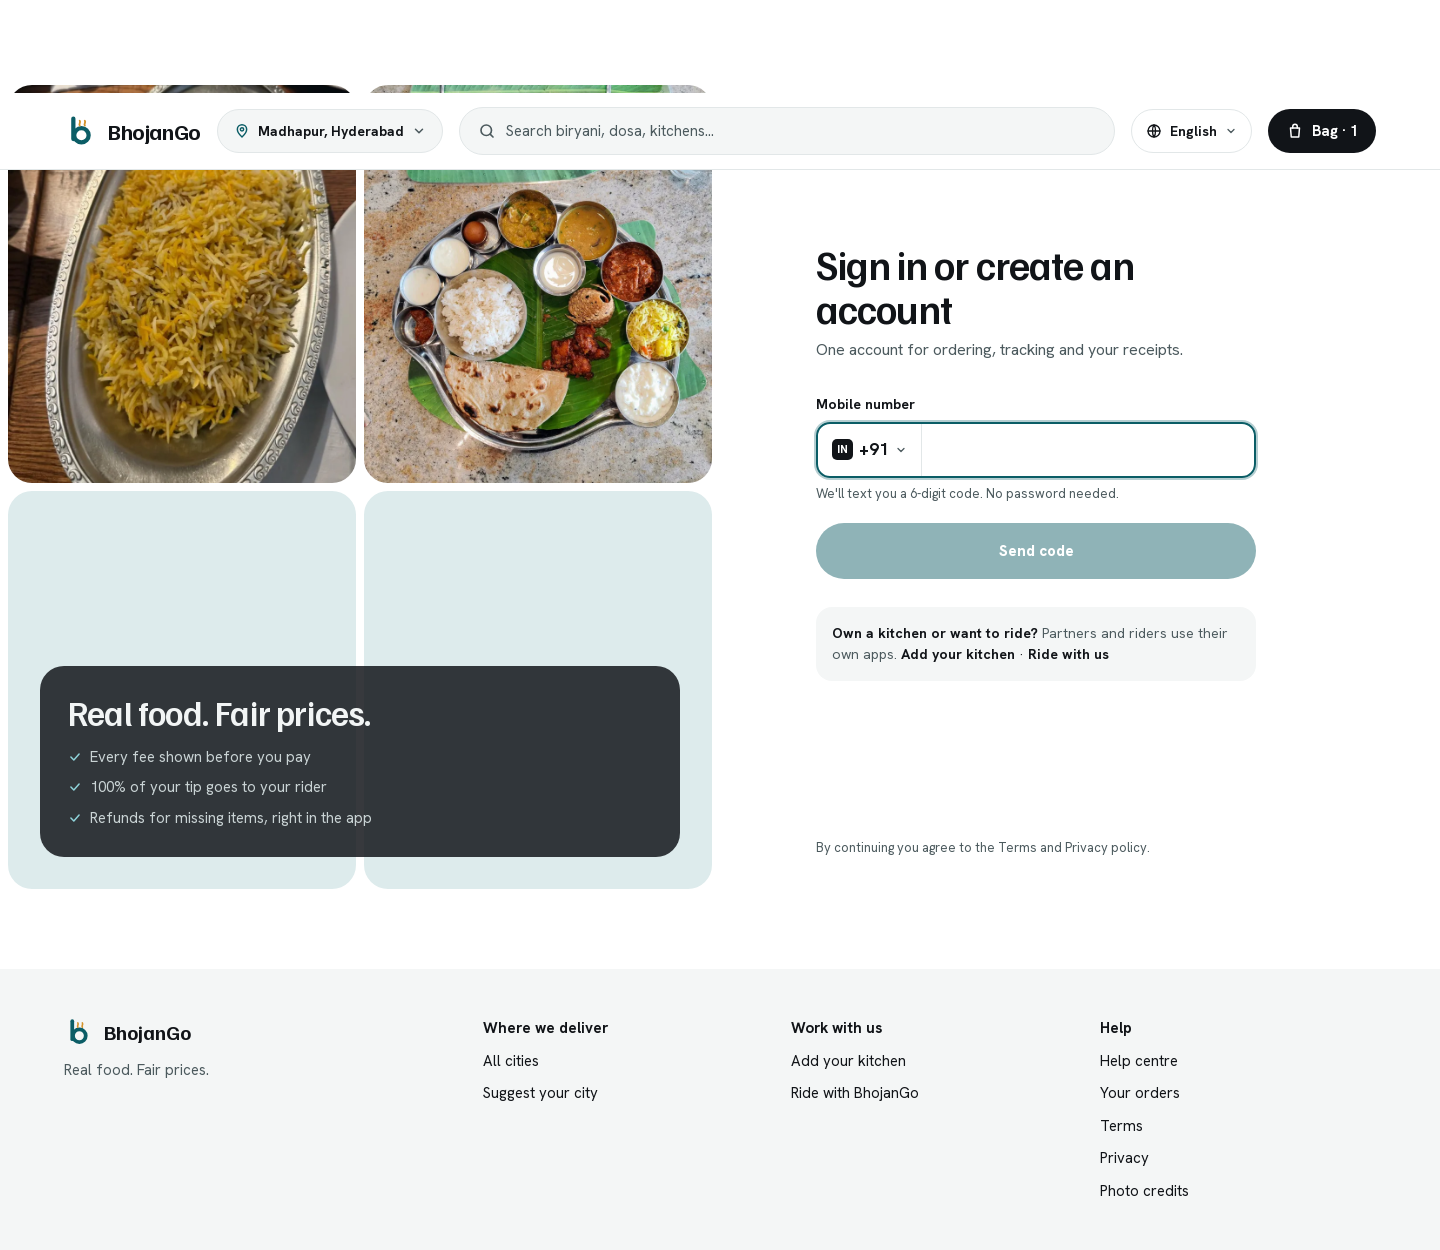 BhojanGo
Madhapur, Hyderabad
Search biryani, dosa, kitchens...
English
Bag · 1
Sign in or create an
account
One account for ordering, tracking and your receipts.
Mobile number
IN +91
We'll text you a 6-digit code. No password needed.
Send code
Own a kitchen or want to ride? Partners and riders use their
own apps. Add your kitchen · Ride with us
Real food. Fair prices.
Every fee shown before you pay
100% of your tip goes to your rider
Refunds for missing items, right in the app
By continuing you agree to the Terms and Privacy policy.
BhojanGo
Real food. Fair prices.
Where we deliver
All cities
Suggest your city
Work with us
Add your kitchen
Ride with BhojanGo
Help
Help centre
Your orders
Terms
Privacy
Photo credits